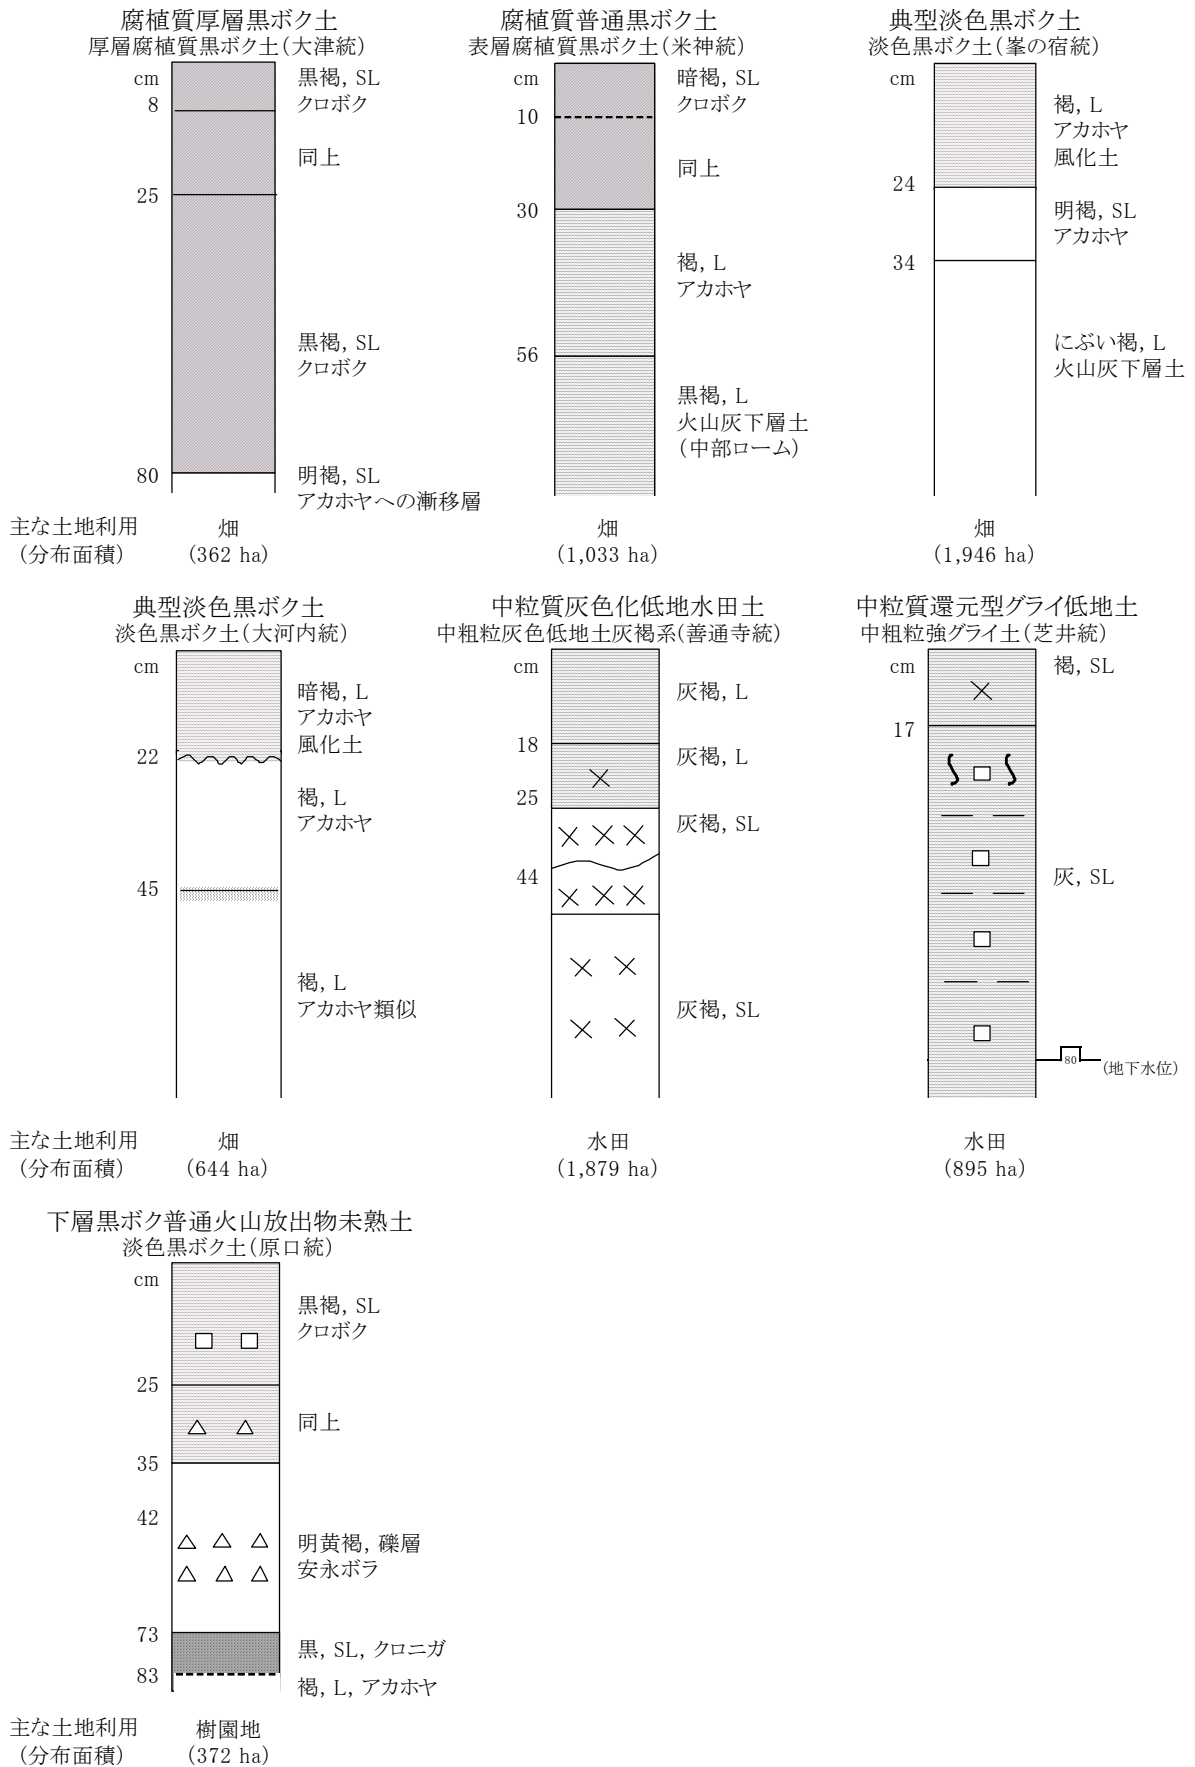 腐植質厚層黒ボク土
厚層腐植質黒ボク土(大津統)
cm
8
25
80
黒褐, SL
クロボク
同上
黒褐, SL
クロボク
明褐, SL
アカホヤへの漸移層
腐植質普通黒ボク土
表層腐植質黒ボク土(米神統)
cm
10
30
56
暗褐, SL
クロボク
同上
褐, L
アカホヤ
黒褐, L
火山灰下層土
(中部ローム)
典型淡色黒ボク土
淡色黒ボク土(峯の宿統)
cm
24
34
褐, L
アカホヤ
風化土
明褐, SL
アカホヤ
にぶい褐, L
火山灰下層土
主な土地利用 畑 畑 畑
(分布面積) (362 ha) (1,033 ha) (1,946 ha)
典型淡色黒ボク土
淡色黒ボク土(大河内統)
cm
22
45
暗褐, L
アカホヤ
風化土
褐, L
アカホヤ
褐, L
アカホヤ類似
中粒質灰色化低地水田土
中粗粒灰色低地土灰褐系(善通寺統)
cm
18
25
44
灰褐, L
灰褐, L
灰褐, SL
灰褐, SL
中粒質還元型グライ低地土
中粗粒強グライ土(芝井統)
cm
17
褐, SL
灰, SL
80
(地下水位)
主な土地利用 畑 水田 水田
(分布面積) (644 ha) (1,879 ha) (895 ha)
下層黒ボク普通火山放出物未熟土
淡色黒ボク土(原口統)
cm
25
35
42
73
83
黒褐, SL
クロボク
同上
明黄褐, 礫層
安永ボラ
黒, SL, クロニガ
褐, L, アカホヤ
主な土地利用 樹園地
(分布面積) (372 ha)